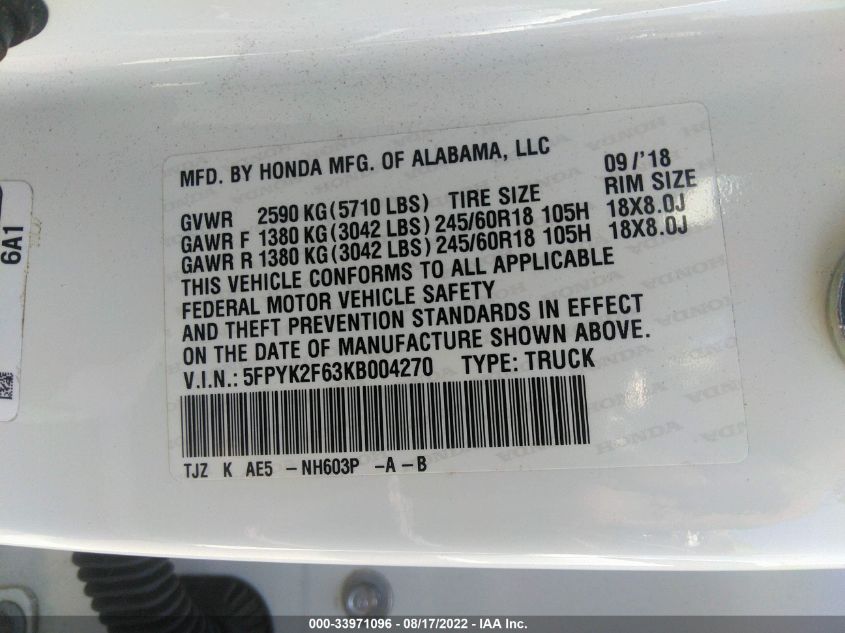 MFD. BY HONDA MFG. OF ALABAMA, LLC 09/'18
GVWR 2590 KG(5710 LBS) TIRE SIZE RIM SIZE
GAWR F 1380 KG(3042 LBS) 245/60R18 105H 18X8.0J
GAWR R 1380 KG(3042 LBS) 245/60R18 105H 18X8.0J
THIS VEHICLE CONFORMS TO ALL APPLICABLE
FEDERAL MOTOR VEHICLE SAFETY
AND THEFT PREVENTION STANDARDS IN EFFECT
ON THE DATE OF MANUFACTURE SHOWN ABOVE.
V.I.N.: 5FPYK2F63KB004270 TYPE: TRUCK
TJZ K AE5 -NH603P -A-B
6A1
000-33971096 - 08/17/2022 - IAA Inc.